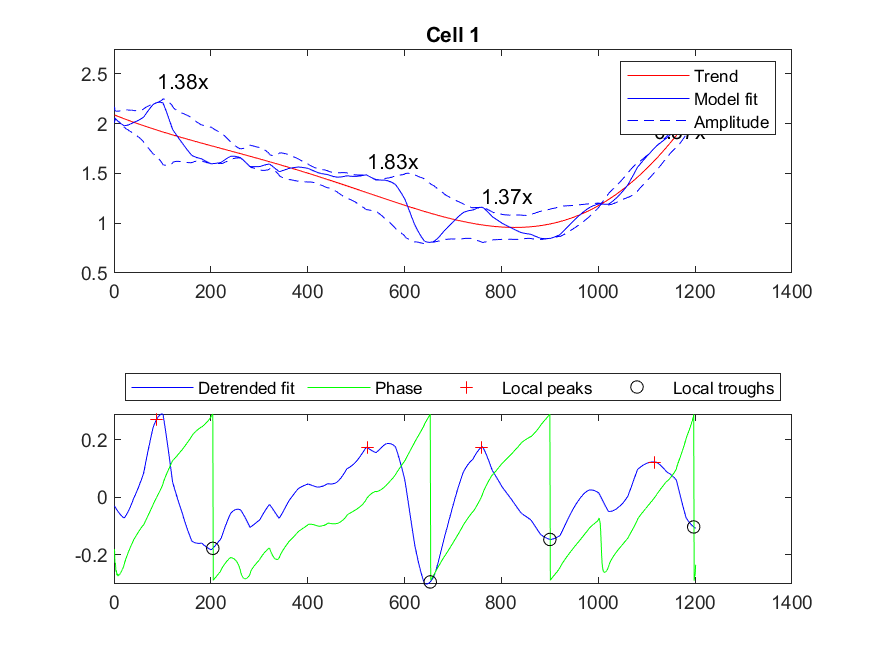 Cell 1
2.5
2
1.5
1
0.5
0 200 400 600 800 1000 1200 1400
1.38x
1.83x
1.37x
Trend
Model fit
Amplitude
Detrended fit Phase Local peaks Local troughs
0.2
0
-0.2
0 200 400 600 800 1000 1200 1400